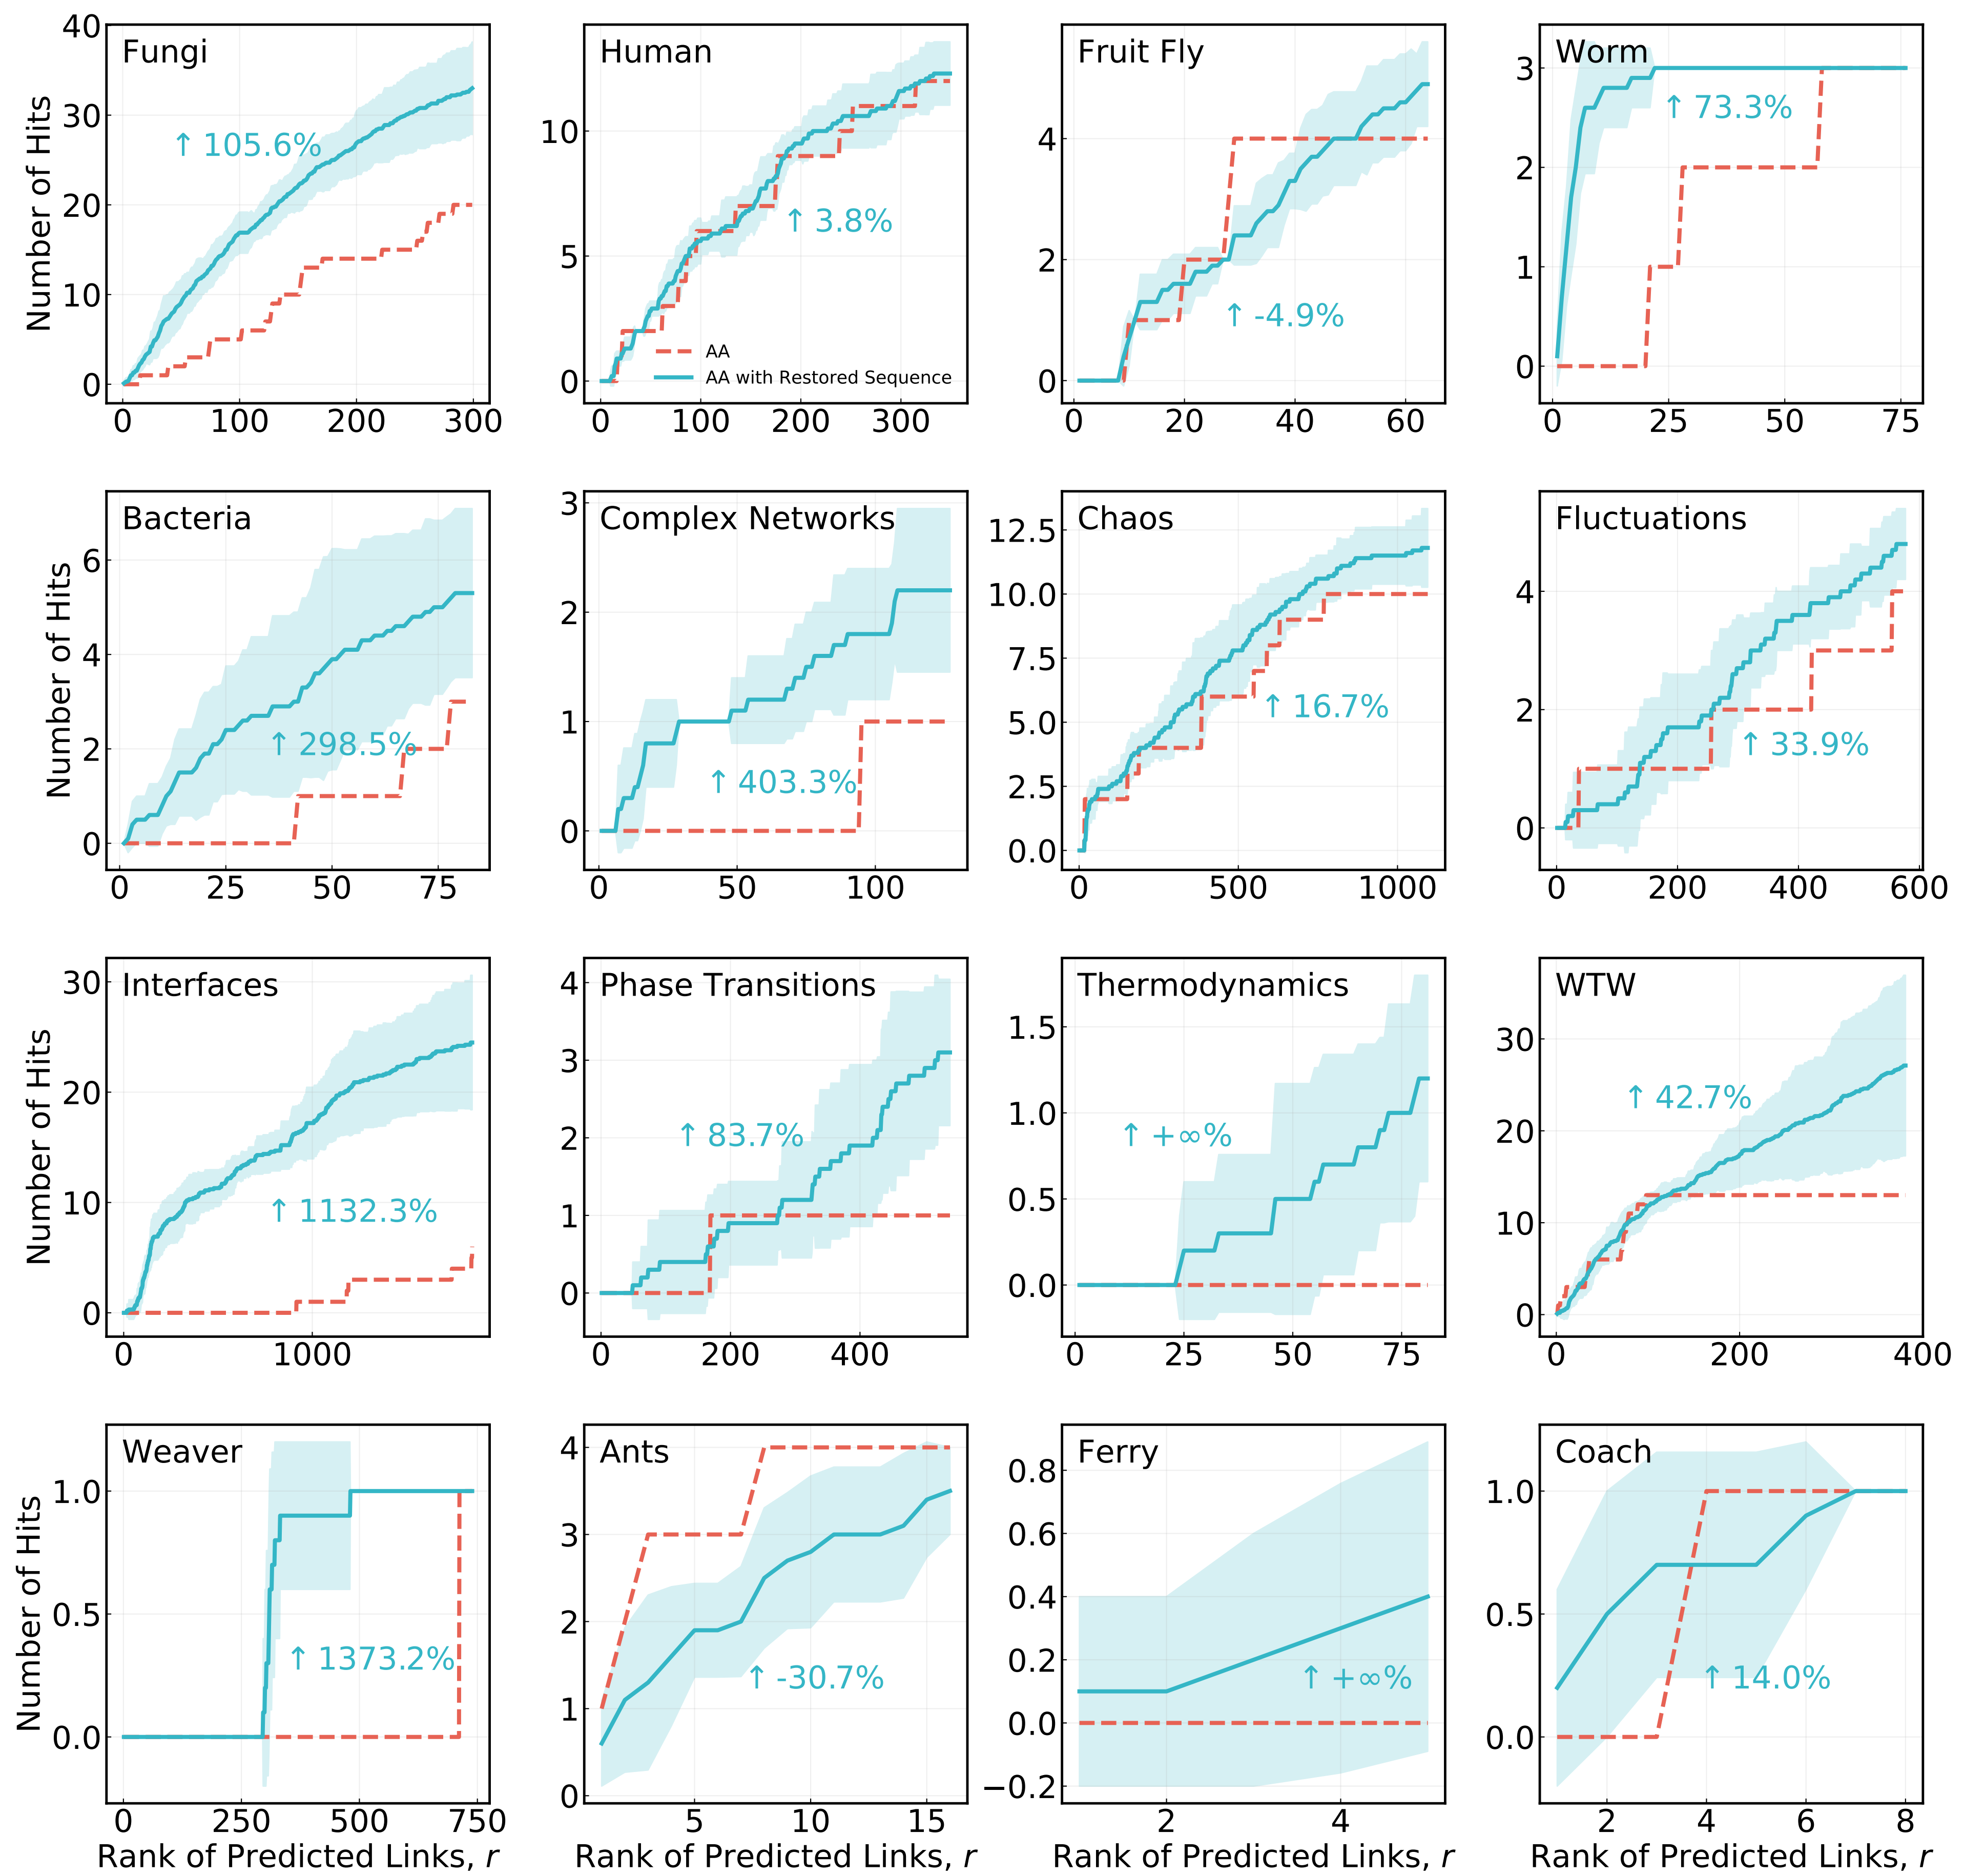 Number of Hits
40
30
20
10
0
Fungi
↑ 105.6%
0 100 200 300
10
5
0
Human
↑ 3.8%
AA
AA with Restored Sequence
0 100 200 300
4
2
0
Fruit Fly
↑ -4.9%
0 20 40 60
3
2
1
0
Worm
↑ 73.3%
0 25 50 75
Number of Hits
6
4
2
0
Bacteria
↑ 298.5%
0 25 50 75
3
2
1
0
Complex Networks
↑ 403.3%
0 50 100
12.5
10.0
7.5
5.0
2.5
0.0
Chaos
↑ 16.7%
0 500 1000
4
2
0
Fluctuations
↑ 33.9%
0 200 400 600
Number of Hits
30
20
10
0
Interfaces
↑ 1132.3%
0 1000
4
3
2
1
0
Phase Transitions
↑ 83.7%
0 200 400
1.5
1.0
0.5
0.0
Thermodynamics
↑ +∞%
0 25 50 75
30
20
10
0
WTW
↑ 42.7%
0 200 400
Number of Hits
1.0
0.5
0.0
Weaver
↑ 1373.2%
0 250 500 750
Rank of Predicted Links, r
4
3
2
1
0
Ants
↑ -30.7%
5 10 15
Rank of Predicted Links, r
0.8
0.6
0.4
0.2
0.0
−0.2
Ferry
↑ +∞%
2 4
Rank of Predicted Links, r
1.0
0.5
0.0
Coach
↑ 14.0%
2 4 6 8
Rank of Predicted Links, r